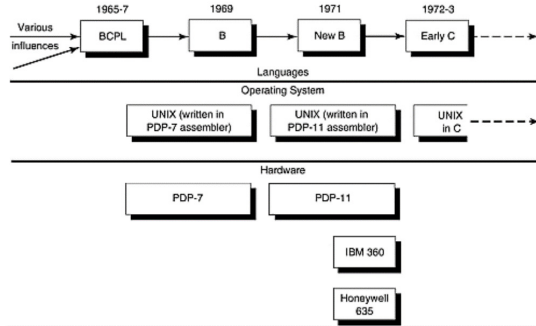 1965-7 1969 1971 1972-3
Various
influences
BCPL B New B Early C
Languages
Operating System
UNIX (written in
PDP-7 assembler)
UNIX (written in
PDP-11 assembler)
UNIX
in C
Hardware
PDP-7 PDP-11
IBM 360
Honeywell
635